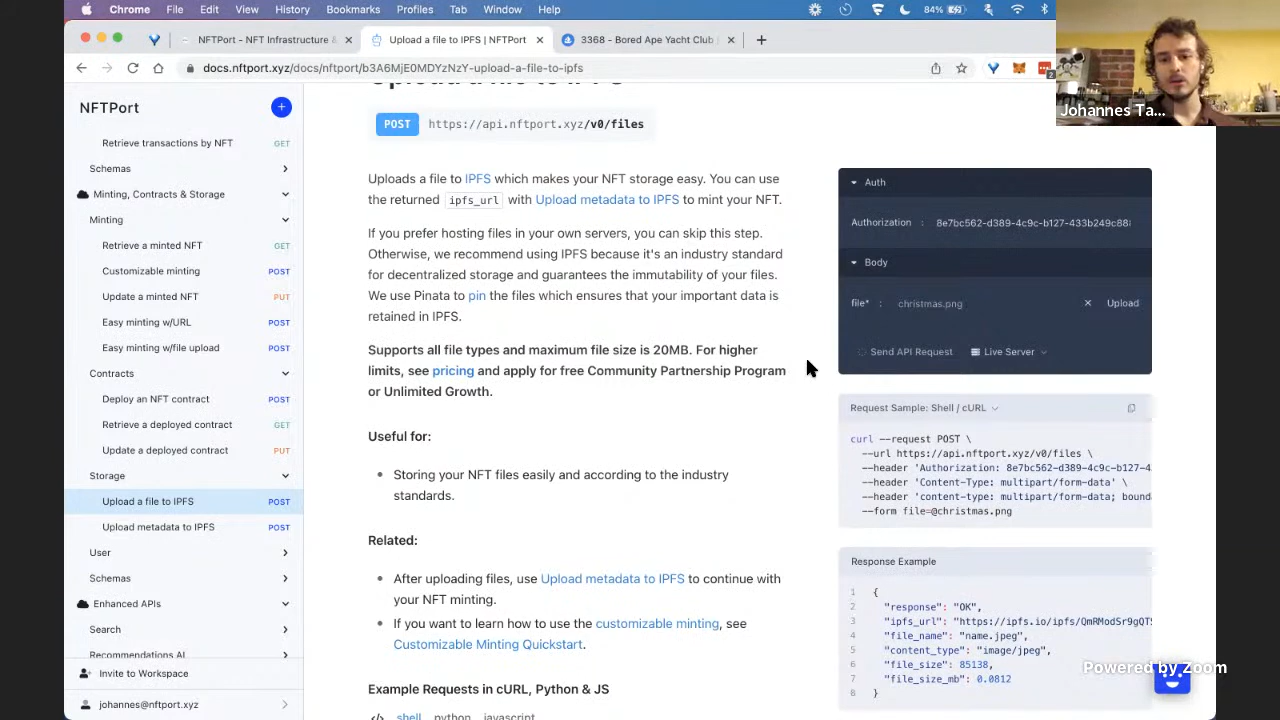 Chrome File Edit View History Bookmarks Profiles Tab Window Help 84%
NFTPort – NFT Infrastructure &
Upload a file to IPFS | NFTPort
3368 - Bored Ape Yacht Club
docs.nftport.xyz/docs/nftport/b3A6MjE0MDYzNzY-upload-a-file-to-ipfs
2
Johannes Ta...
NFTPort
Retrieve transactions by NFT GET
Schemas
Minting, Contracts & Storage
Minting
Retrieve a minted NFT GET
Customizable minting POST
Update a minted NFT PUT
Easy minting w/URL POST
Easy minting w/file upload POST
Contracts
Deploy an NFT contract POST
Retrieve a deployed contract GET
Update a deployed contract PUT
Storage
Upload a file to IPFS POST
Upload metadata to IPFS POST
User
Schemas
Enhanced APIs
Search
Recommendations AI
Invite to Workspace
johannes@nftport.xyz
Upload a file to IPFS
POST https://api.nftport.xyz/v0/files
Uploads a file to IPFS which makes your NFT storage easy. You can use
the returned ipfs_url with Upload metadata to IPFS to mint your NFT.
If you prefer hosting files in your own servers, you can skip this step.
Otherwise, we recommend using IPFS because it's an industry standard
for decentralized storage and guarantees the immutability of your files.
We use Pinata to pin the files which ensures that your important data is
retained in IPFS.
Supports all file types and maximum file size is 20MB. For higher
limits, see pricing and apply for free Community Partnership Program
or Unlimited Growth.
Useful for:
Storing your NFT files easily and according to the industry
standards.
Related:
After uploading files, use Upload metadata to IPFS to continue with
your NFT minting.
If you want to learn how to use the customizable minting, see
Customizable Minting Quickstart.
Example Requests in cURL, Python & JS
shell python javascript
Auth
Authorization : 8e7bc562-d389-4c9c-b127-433b249c88
Body
file* : christmas.png Upload
Send API Request Live Server
Request Sample: Shell / cURL
curl --request POST \
--url https://api.nftport.xyz/v0/files \
--header 'Authorization: 8e7bc562-d389-4c9c-b127-4
--header 'Content-Type: multipart/form-data' \
--header 'content-type: multipart/form-data; bound
--form file=@christmas.png
Response Example
1 {
2 "response": "OK",
3 "ipfs_url": "https://ipfs.io/ipfs/QmRModSr9gQTS
4 "file_name": "name.jpeg",
5 "content_type": "image/jpeg",
6 "file_size": 85138,
7 "file_size_mb": 0.0812
8 }
Powered by Zoom